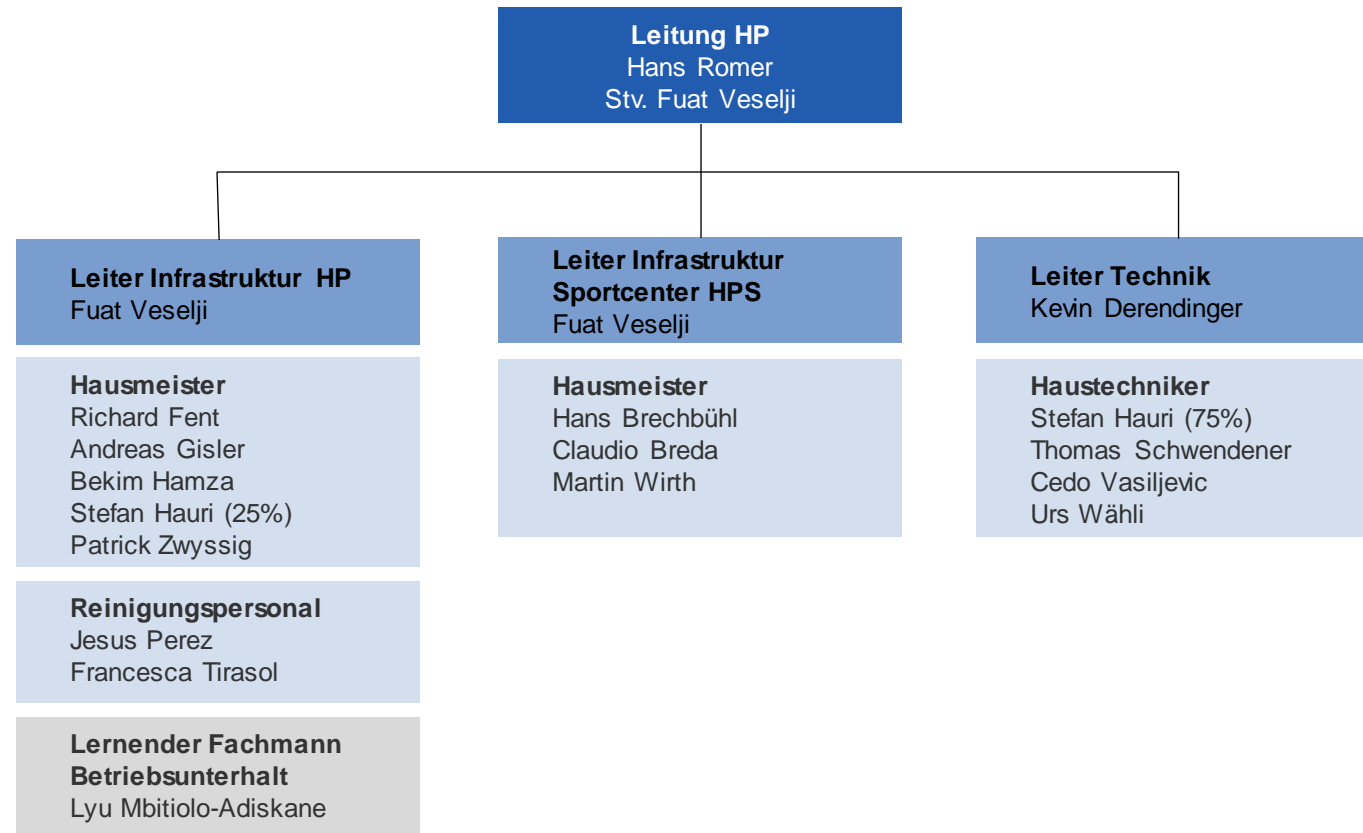 Leitung HP
Hans Romer
Stv. Fuat Veselji
Leiter Infrastruktur HP
Fuat Veselji
Hausmeister
Richard Fent
Andreas Gisler
Bekim Hamza
Stefan Hauri (25%)
Patrick Zwyssig
Reinigungspersonal
Jesus Perez
Francesca Tirasol
Lernender Fachmann
Betriebsunterhalt
Lyu Mbitiolo-Adiskane
Leiter Infrastruktur
Sportcenter HPS
Fuat Veselji
Hausmeister
Hans Brechbühl
Claudio Breda
Martin Wirth
Leiter Technik
Kevin Derendinger
Haustechniker
Stefan Hauri (75%)
Thomas Schwendener
Cedo Vasiljevic
Urs Wähli